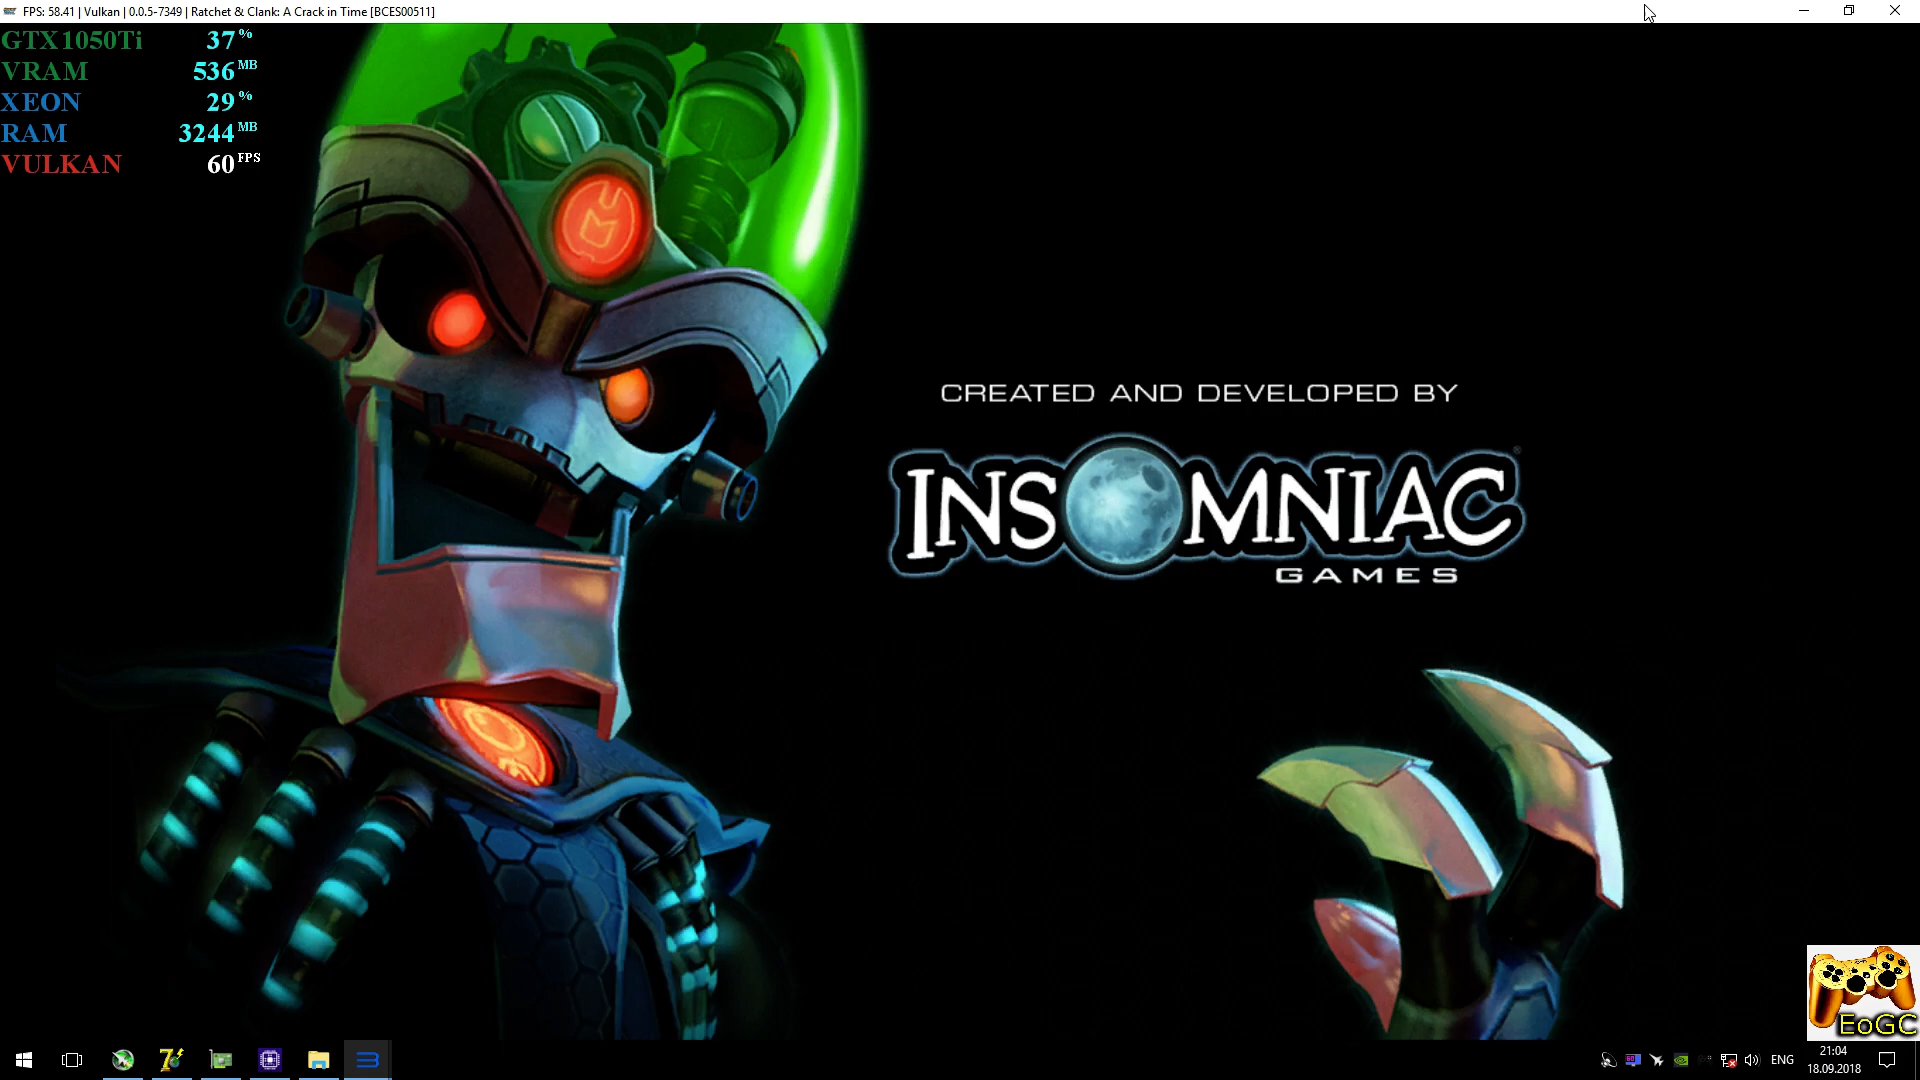 FPS: 58.41 | Vulkan | 0.0.5-7349 | Ratchet & Clank: A Crack in Time [BCES00511]
GTX1050Ti 37 %
VRAM 536 MB
XEON 29 %
RAM 3244 MB
VULKAN 60 FPS
CREATED AND DEVELOPED BY
INSOMNIAC ®
GAMES
EoGC
ENG
21:04
18.09.2018